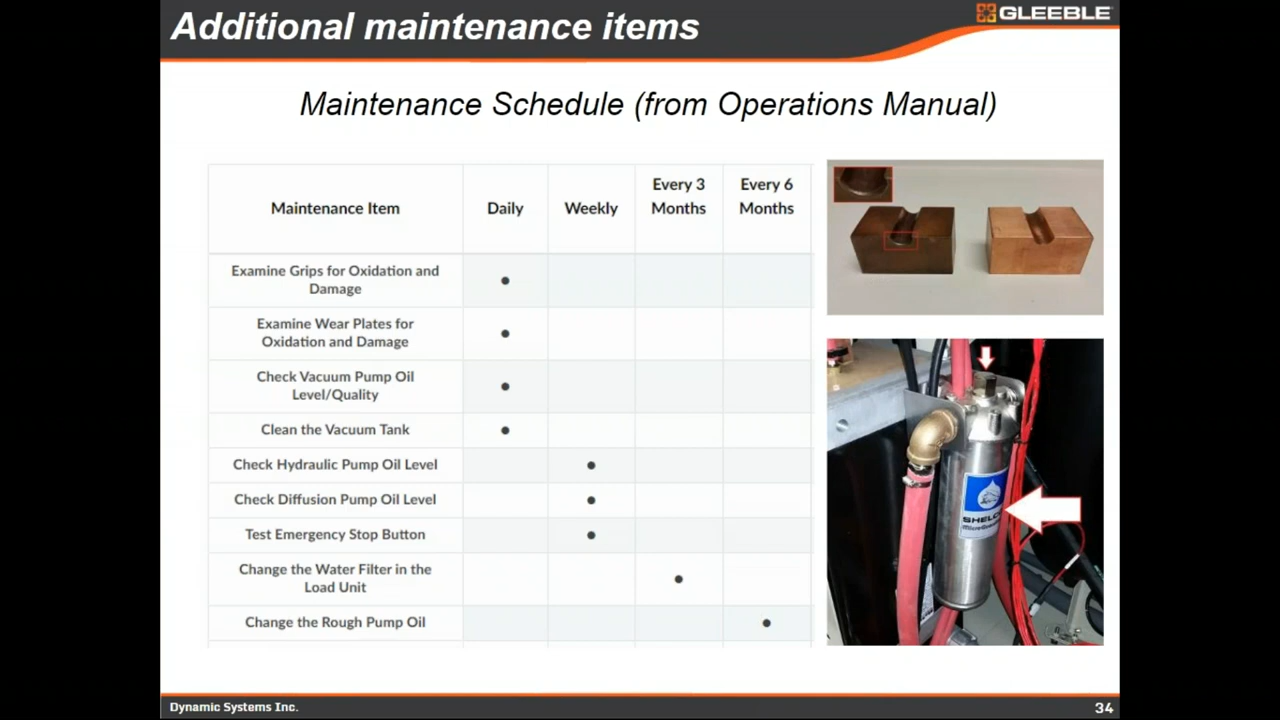 Additional maintenance items
GLEEBLE
Maintenance Schedule (from Operations Manual)
Maintenance Item
Daily
Weekly
Every 3
Months
Every 6
Months
Examine Grips for Oxidation and
Damage
Examine Wear Plates for
Oxidation and Damage
Check Vacuum Pump Oil
Level/Quality
Clean the Vacuum Tank
Check Hydraulic Pump Oil Level
Check Diffusion Pump Oil Level
Test Emergency Stop Button
Change the Water Filter in the
Load Unit
Change the Rough Pump Oil
SHELCO
Dynamic Systems Inc.
34